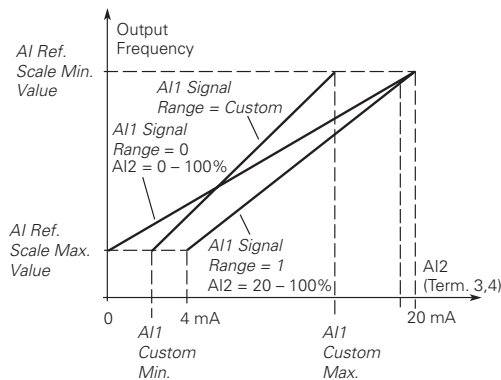 Output
Frequency
AI Ref.
Scale Min.
Value
AI1 Signal
Range = Custom
AI1 Signal
Range = 0
AI2 = 0 – 100%
AI Ref.
Scale Max.
Value
AI1 Signal
Range = 1
AI2 = 20 – 100%
AI2
(Term. 3,4)
0
4 mA
20 mA
AI1
Custom
Min.
AI1
Custom
Max.